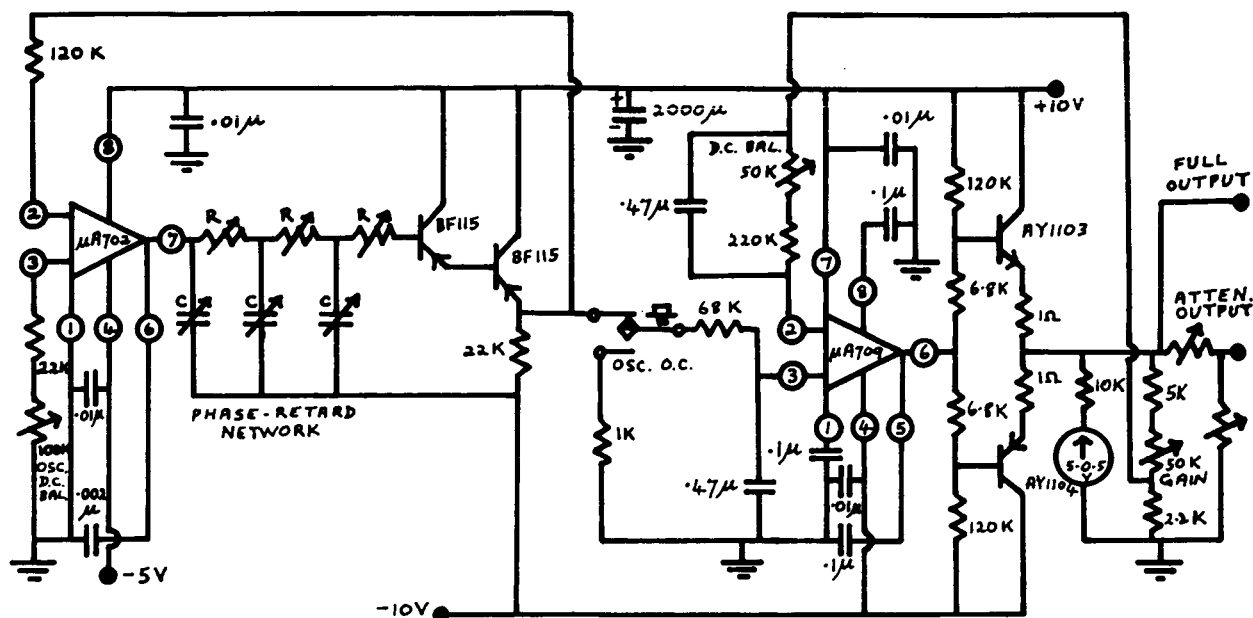 120K
.01μ
+
-
2000μ
+10V
8
2
μA702
3
7
1
4
6
R
R
R
BF115
BF115
C
C
C
22K
.01μ
100K
OSC.
D.C.
BAL.
.002
μ
-5V
PHASE-RETARD
NETWORK
22K
-10V
OSC. O.C.
68K
1K
.47μ
D.C. BAL.
50K
.47μ
220K
.01μ
.1μ
7
8
2
μA709
3
6
1
4
5
.1μ
.01μ
.1μ
120K
6.8K
6.8K
120K
AY1103
1Ω
1Ω
AY1104
10K
5-0-5
V
5K
50K
GAIN
2.2K
FULL
OUTPUT
ATTEN.
OUTPUT